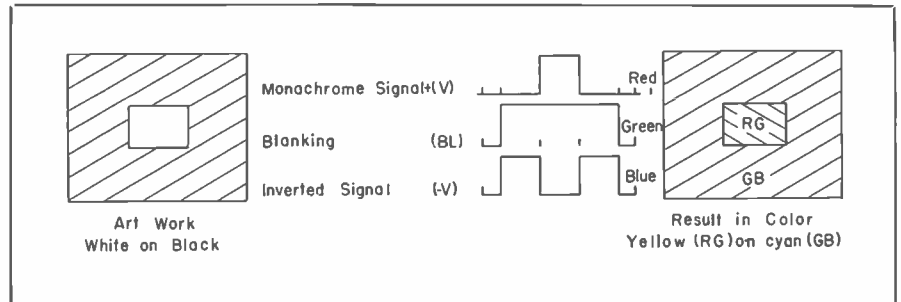 Monachrome Signal+(V)
Red
Blanking (BL)
Green
Inverted Signal (-V)
Blue
RG
GB
Art Work
White on Black
Result in Color
Yellow (RG) on cyan (GB)